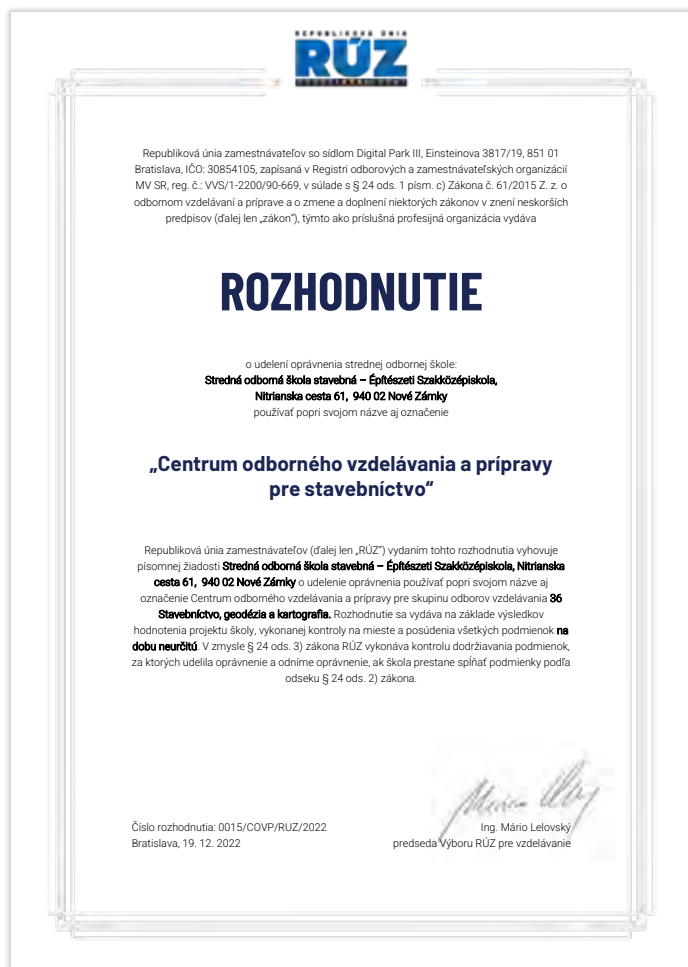 REPUBLIKOVÁ ÚNIA
RÚZ
Republiková únia zamestnávateľov so sídlom Digital Park III, Einsteinova 3817/19, 851 01
Bratislava, IČO: 30854105, zapísaná v Registri odborových a zamestnávateľských organizácií
MV SR, reg. č.: VVS/1-2200/90-669, v súlade s § 24 ods. 1 písm. c) Zákona č. 61/2015 Z. z. o
odbornom vzdelávaní a príprave a o zmene a doplnení niektorých zákonov v znení neskorších
predpisov (ďalej len „zákon"), týmto ako príslušná profesijná organizácia vydáva
ROZHODNUTIE
o udelení oprávnenia strednej odbornej škole:
Stredná odborná škola stavebná – Építészeti Szakközépiskola,
Nitrianska cesta 61, 940 02 Nové Zámky
používať popri svojom názve aj označenie
„Centrum odborného vzdelávania a prípravy
pre stavebníctvo"
Republiková únia zamestnávateľov (ďalej len „RÚZ") vydaním tohto rozhodnutia vyhovuje
písomnej žiadosti Stredná odborná škola stavebná – Építészeti Szakközépiskola, Nitrianska
cesta 61, 940 02 Nové Zámky o udelenie oprávnenia používať popri svojom názve aj
označenie Centrum odborného vzdelávania a prípravy pre skupinu odborov vzdelávania 36
Stavebníctvo, geodézia a kartografia. Rozhodnutie sa vydáva na základe výsledkov
hodnotenia projektu školy, vykonanej kontroly na mieste a posúdenia všetkých podmienok na
dobu neurčitú. V zmysle § 24 ods. 3) zákona RÚZ vykonáva kontrolu dodržiavania podmienok,
za ktorých udelila oprávnenie a odníme oprávnenie, ak škola prestane spĺňať podmienky podľa
odseku § 24 ods. 2) zákona.
Číslo rozhodnutia: 0015/COVP/RUZ/2022
Bratislava, 19. 12. 2022
Ing. Mário Lelovský
predseda Výboru RÚZ pre vzdelávanie